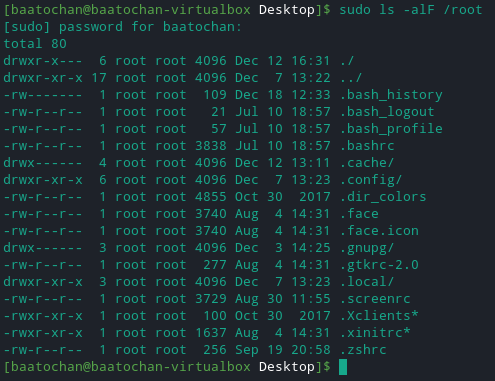 [baatochan@baatochan-virtualbox Desktop]$ sudo ls -alF /root
[sudo] password for baatochan:
total 80
drwxr-x---  6 root root 4096 Dec 12 16:31 ./
drwxr-xr-x 17 root root 4096 Dec  7 13:22 ../
-rw-------  1 root root  109 Dec 18 12:33 .bash_history
-rw-r--r--  1 root root   21 Jul 10 18:57 .bash_logout
-rw-r--r--  1 root root   57 Jul 10 18:57 .bash_profile
-rw-r--r--  1 root root 3838 Jul 10 18:57 .bashrc
drwx------  4 root root 4096 Dec 12 13:11 .cache/
drwxr-xr-x  6 root root 4096 Dec  7 13:23 .config/
-rw-r--r--  1 root root 4855 Oct 30  2017 .dir_colors
-rw-r--r--  1 root root 3740 Aug  4 14:31 .face
-rw-r--r--  1 root root 3740 Aug  4 14:31 .face.icon
drwx------  3 root root 4096 Dec  3 14:25 .gnupg/
-rw-r--r--  1 root root  277 Aug  4 14:31 .gtkrc-2.0
drwxr-xr-x  3 root root 4096 Dec  7 13:23 .local/
-rw-r--r--  1 root root 3729 Aug 30 11:55 .screenrc
-rwxr-xr-x  1 root root  100 Oct 30  2017 .Xclients*
-rwxr-xr-x  1 root root 1637 Aug  4 14:31 .xinitrc*
-rw-r--r--  1 root root  256 Sep 19 20:58 .zshrc
[baatochan@baatochan-virtualbox Desktop]$